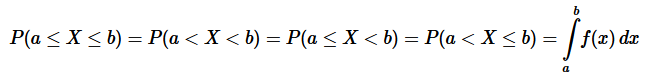 P(a ≤ X ≤ b) = P(a < X < b) = P(a ≤ X < b) = P(a < X ≤ b) = ∫_a^b f(x) dx